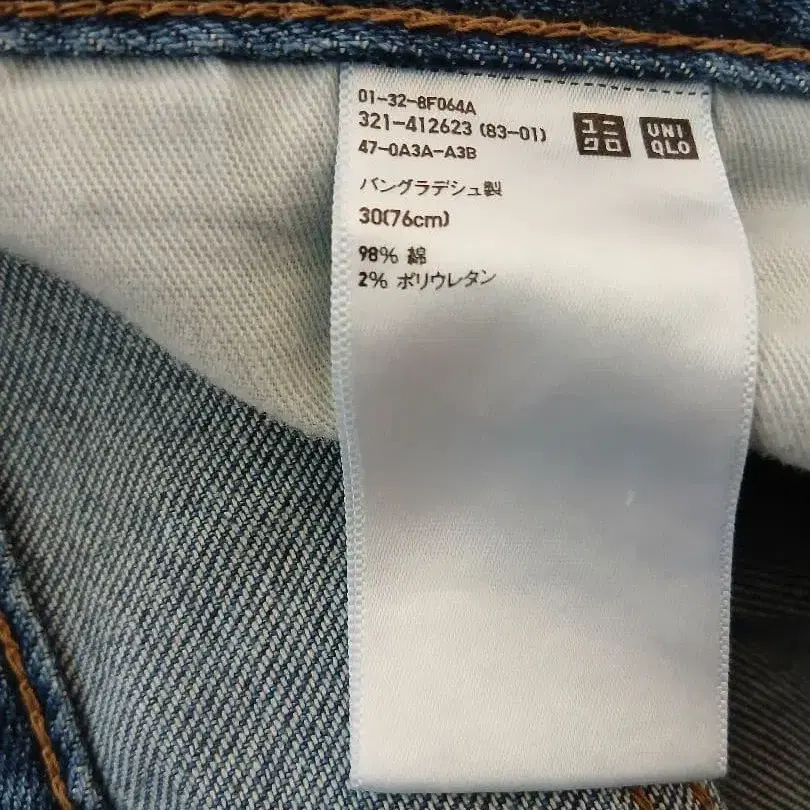 01-32-8F064A
321-412623 (83-01)
47-0A3A-A3B
ユニ
クロ
UNI
QLO
バングラデシュ製
30(76cm)
98% 綿
2% ポリウレタン